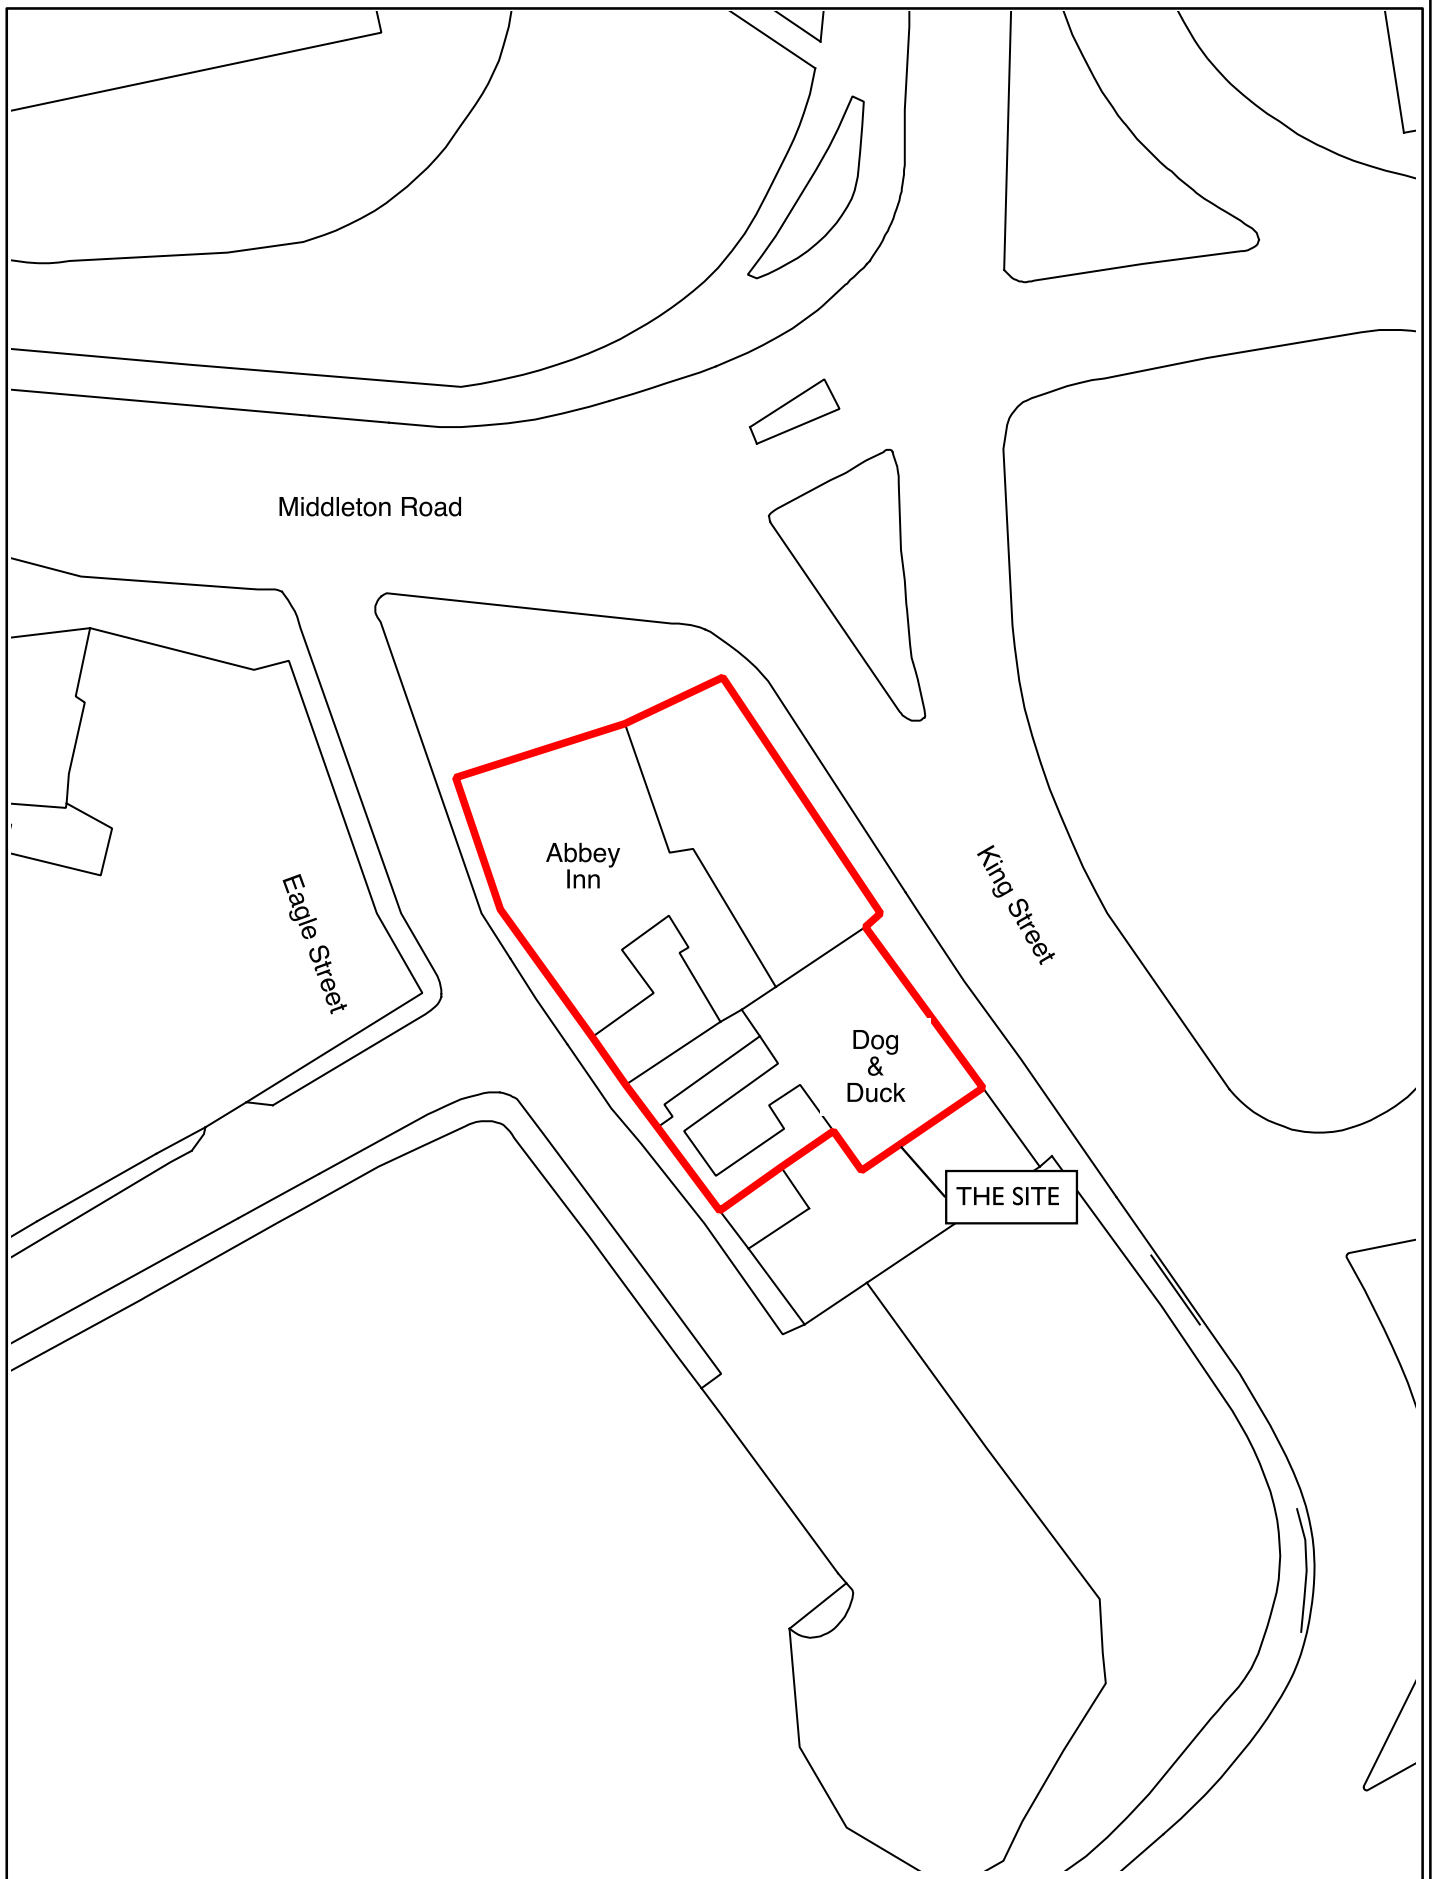 Middleton Road
Abbey
Inn
Eagle Street
King Street
Dog
&
Duck
THE SITE